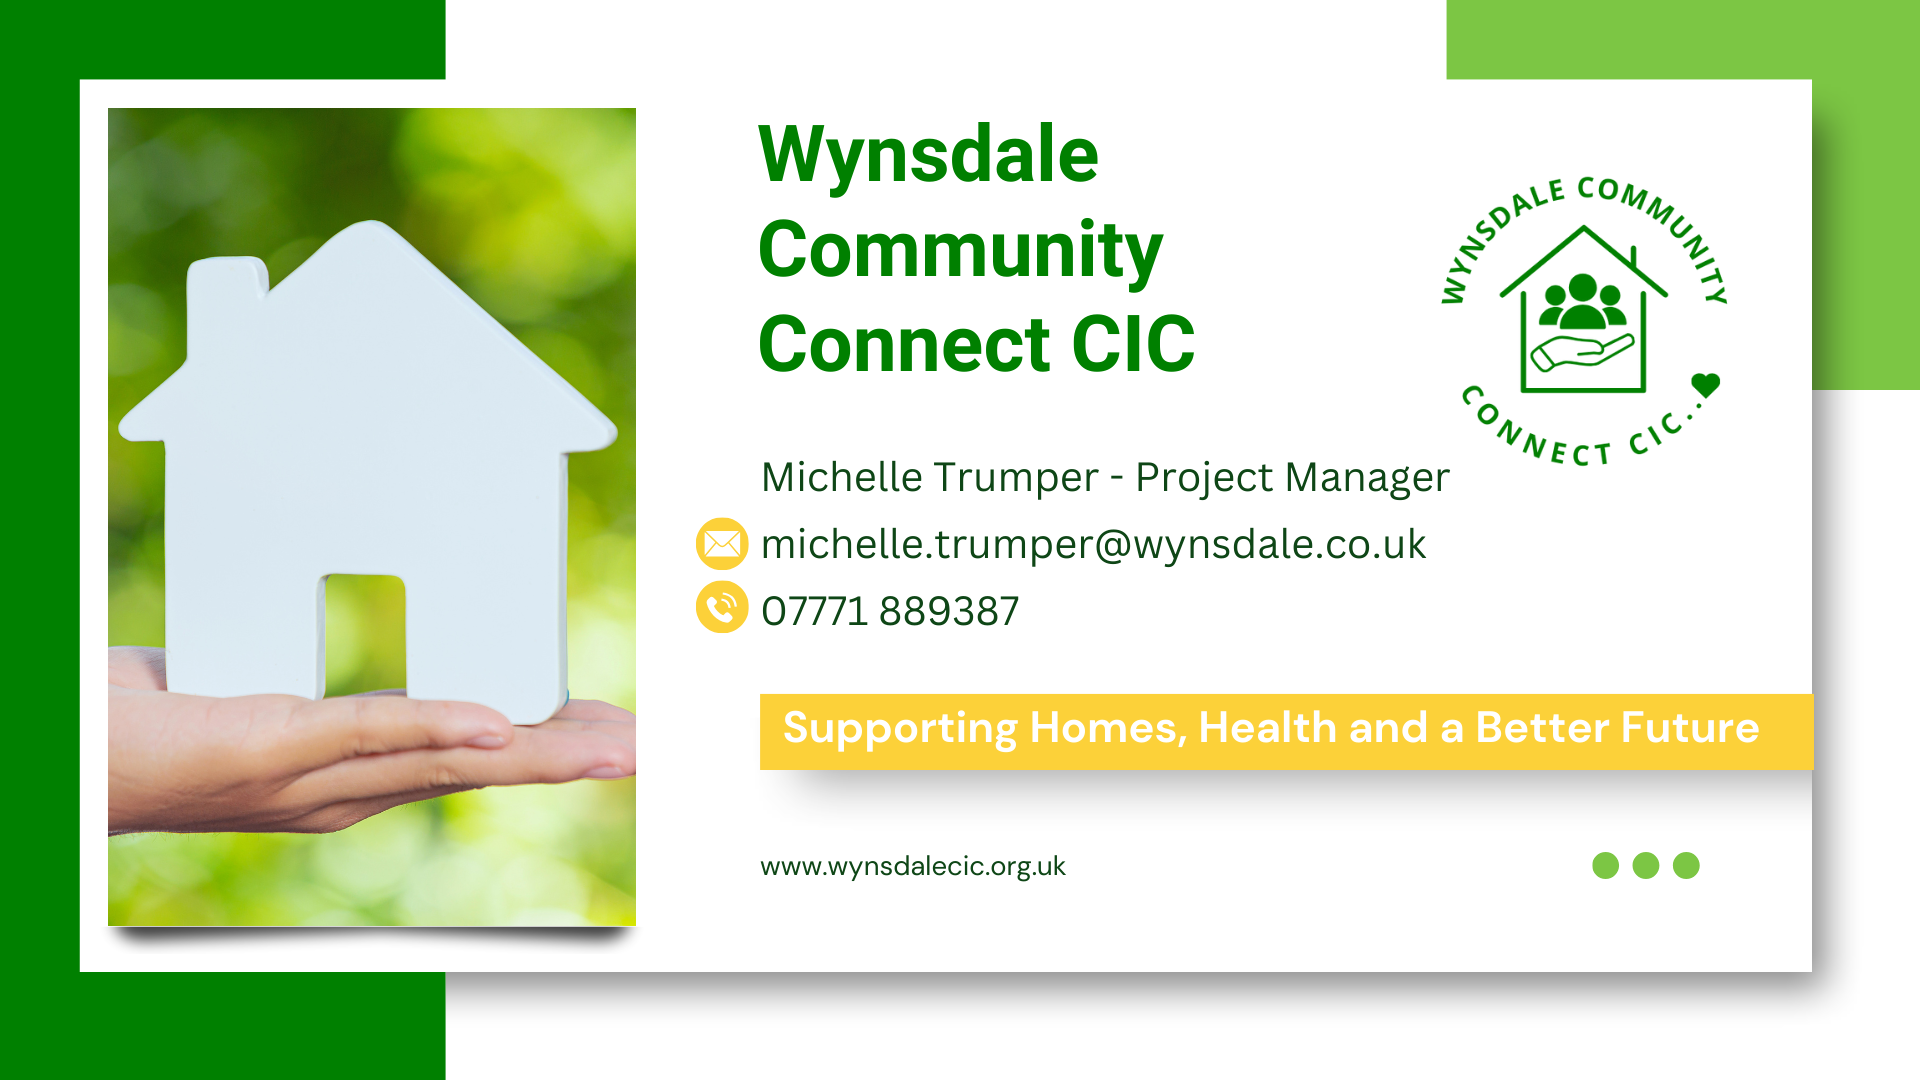 Wynsdale
Community
Connect CIC
WYNSDALE COMMUNITY
CONNECT CIC..
Michelle Trumper - Project Manager
michelle.trumper@wynsdale.co.uk
07771 889387
Supporting Homes, Health and a Better Future
www.wynsdalecic.org.uk